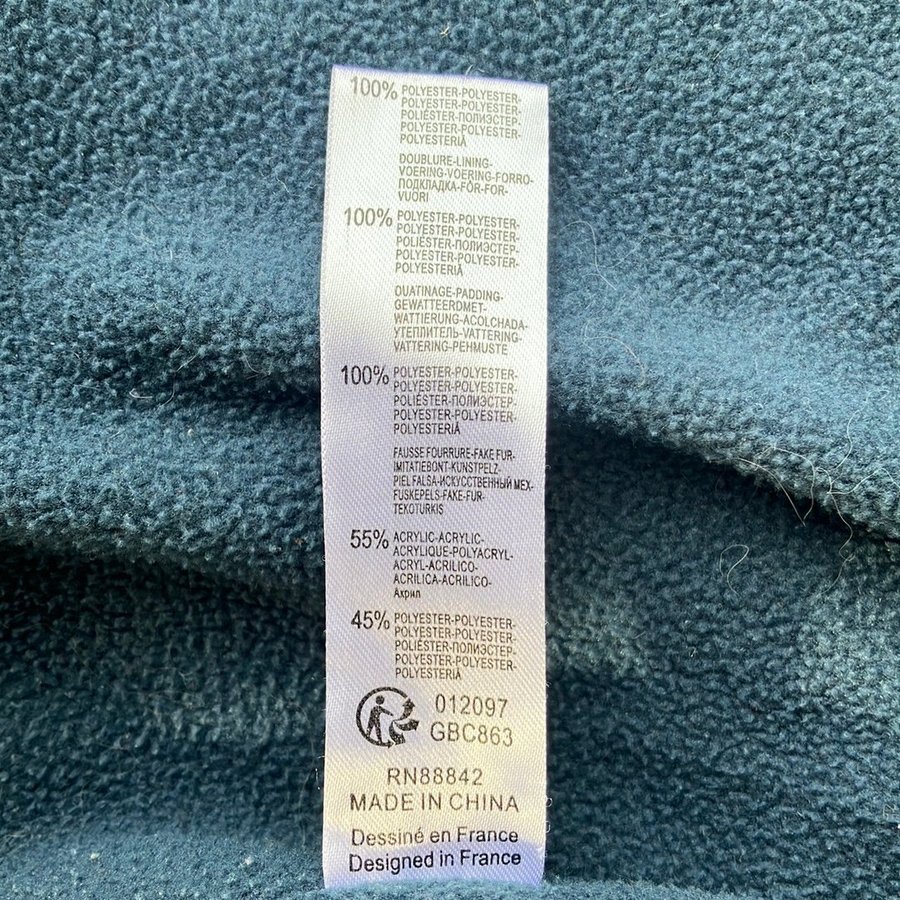 100% POLYESTER-POLYESTER-
POLYESTER-POLYESTER-
POLIÉSTER-ПОЛИЭСТЕР-
POLYESTER-POLYESTER-
POLYESTERIÄ
DOUBLURE-LINING-
VOERING-VOERING-FORRO-
ПОДКЛАДКА-FÖR-FOR-
VUORI
100% POLYESTER-POLYESTER-
POLYESTER-POLYESTER-
POLIÉSTER-ПОЛИЭСТЕР-
POLYESTER-POLYESTER-
POLYESTERIÄ
OUATINAGE-PADDING-
GEWATTEERDMET-
WATTIERUNG-ACOLCHADA-
УТЕПЛИТЕЛЬ-VATTERING-
VATTERING-PEHMUSTE
100% POLYESTER-POLYESTER-
POLYESTER-POLYESTER-
POLIÉSTER-ПОЛИЭСТЕР-
POLYESTER-POLYESTER-
POLYESTERIÄ
FAUSSE FOURRURE-FAKE FUR-
IMITATIEBONT-KUNSTPELZ-
PIEL FALSA-ИСКУССТВЕННЫЙ МЕХ-
FUSKEPELS-FAKE-FUR-
TEKOTURKIS
55% ACRYLIC-ACRYLIC-
ACRYLIQUE-POLYACRYL-
ACRYL-ACRILICO-
ACRILICA-ACRILICO-
Акрил
45% POLYESTER-POLYESTER-
POLYESTER-POLYESTER-
POLIÉSTER-ПОЛИЭСТЕР-
POLYESTER-POLYESTER-
POLYESTERIÄ
012097
GBC863
RN88842
MADE IN CHINA
Dessiné en France
Designed in France